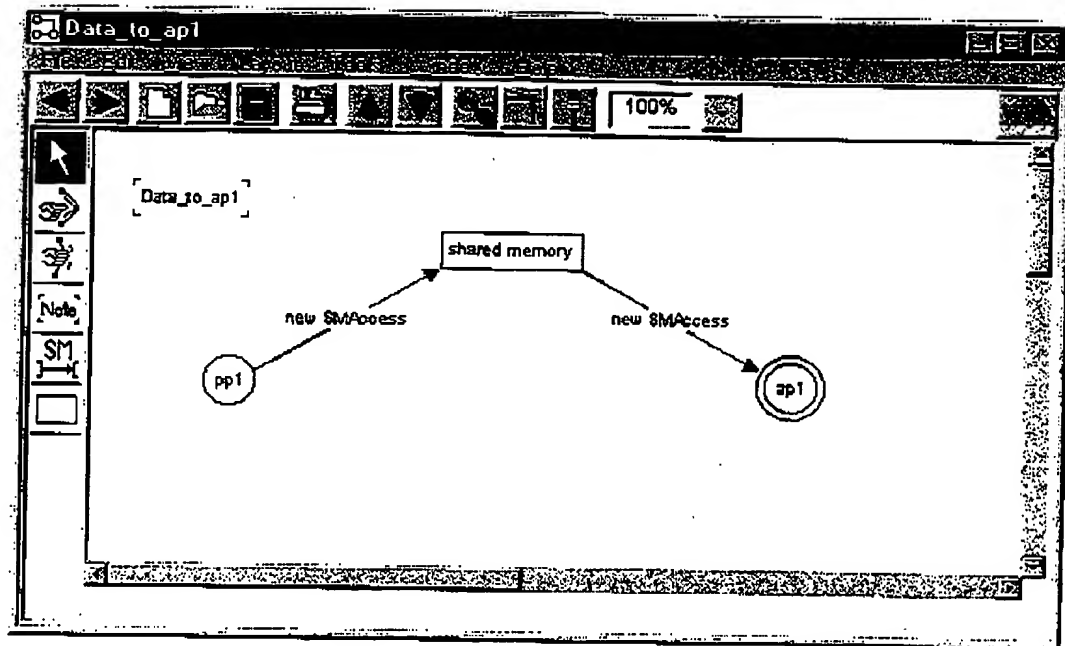 Data_to_ap1
100%
Data_to_ap1
shared memory
new SMAccess
new SMAccess
Note
SM
pp1
ap1